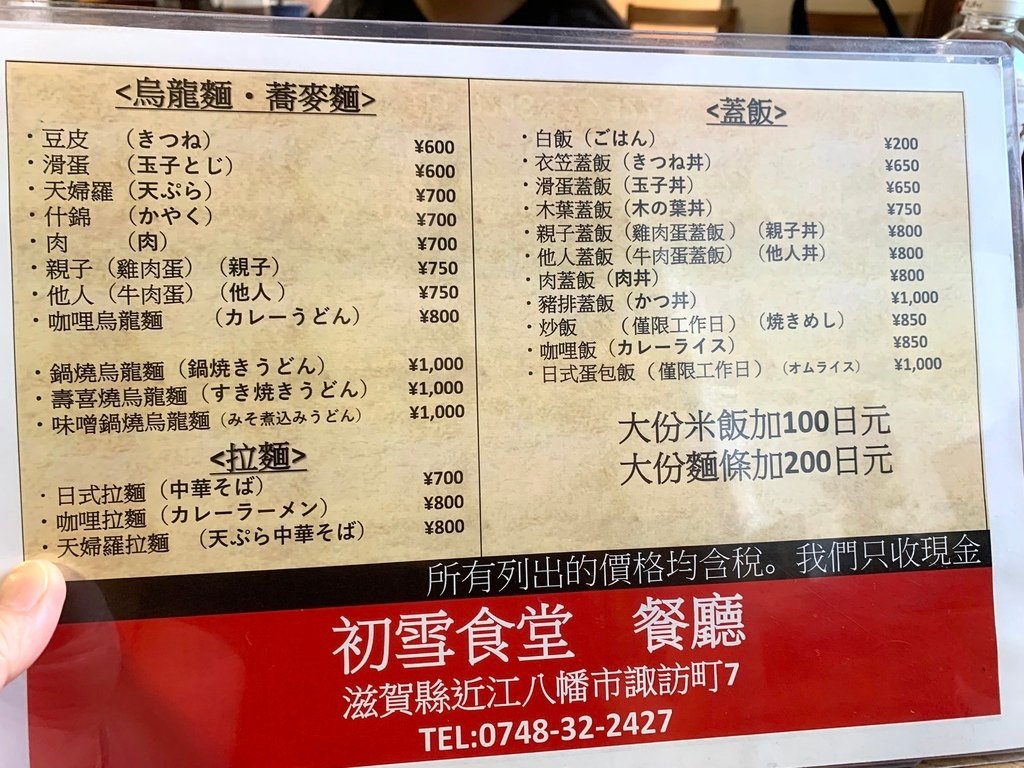 <烏龍麵・蕎麥麵>
・豆皮 （きつね） ¥600
・滑蛋 （玉子とじ） ¥600
・天婦羅（天ぷら） ¥700
・什錦 （かやく） ¥700
・肉 （肉） ¥700
・親子（雞肉蛋）（親子） ¥750
・他人（牛肉蛋）（他人 ） ¥750
・咖哩烏龍麵 （カレーうどん） ¥800
・鍋燒烏龍麵（鍋焼きうどん） ¥1,000
・壽喜燒烏龍麵（すき焼きうどん） ¥1,000
・味噌鍋燒烏龍麵（みそ煮込みうどん） ¥1,000
<拉麵>
・日式拉麵（中華そば） ¥700
・咖哩拉麵（カレーラーメン） ¥800
・天婦羅拉麵 （天ぷら中華そば） ¥800
<蓋飯>
・白飯（ごはん） ¥200
・衣笠蓋飯（きつね丼） ¥650
・滑蛋蓋飯（玉子丼） ¥650
・木葉蓋飯（木の葉丼） ¥750
・親子蓋飯（雞肉蛋蓋飯 ）（親子丼） ¥800
・他人蓋飯（牛肉蛋蓋飯） （他人丼） ¥800
・肉蓋飯（肉丼） ¥800
・豬排蓋飯（かつ丼） ¥1,000
・炒飯 （僅限工作日）（焼きめし） ¥850
・咖哩飯（カレーライス） ¥850
・日式蛋包飯（僅限工作日）（オムライス） ¥1,000
大份米飯加100日元
大份麵條加200日元
所有列出的價格均含稅。我們只收現金
初雪食堂 餐廳
滋賀縣近江八幡市諏訪町7
TEL:0748-32-2427